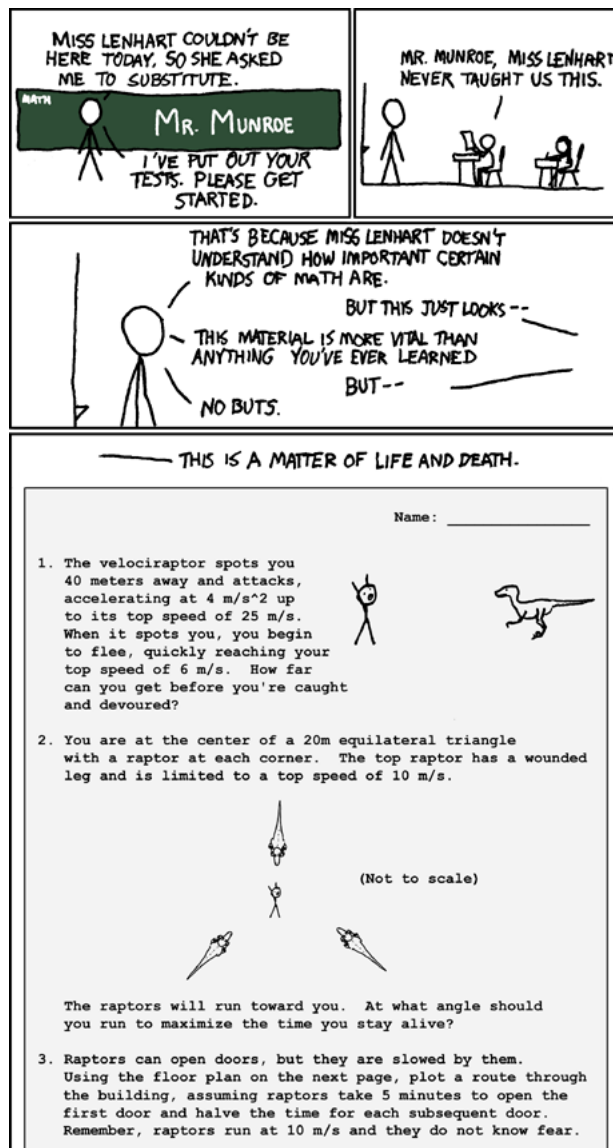 MISS LENHART COULDN'T BE
HERE TODAY, SO SHE ASKED
ME TO SUBSTITUTE.
MATH
MR. MUNROE
I'VE PUT OUT YOUR
TESTS. PLEASE GET
STARTED.
MR. MUNROE, MISS LENHART
NEVER TAUGHT US THIS.
THAT'S BECAUSE MISS LENHART DOESN'T
UNDERSTAND HOW IMPORTANT CERTAIN
KINDS OF MATH ARE.
BUT THIS JUST LOOKS --
THIS MATERIAL IS MORE VITAL THAN
ANYTHING YOU'VE EVER LEARNED
BUT--
NO BUTS.
THIS IS A MATTER OF LIFE AND DEATH.
Name: ________________
1. The velociraptor spots you
40 meters away and attacks,
accelerating at 4 m/s^2 up
to its top speed of 25 m/s.
When it spots you, you begin
to flee, quickly reaching your
top speed of 6 m/s. How far
can you get before you're caught
and devoured?
2. You are at the center of a 20m equilateral triangle
with a raptor at each corner. The top raptor has a wounded
leg and is limited to a top speed of 10 m/s.
(Not to scale)
The raptors will run toward you. At what angle should
you run to maximize the time you stay alive?
3. Raptors can open doors, but they are slowed by them.
Using the floor plan on the next page, plot a route through
the building, assuming raptors take 5 minutes to open the
first door and halve the time for each subsequent door.
Remember, raptors run at 10 m/s and they do not know fear.